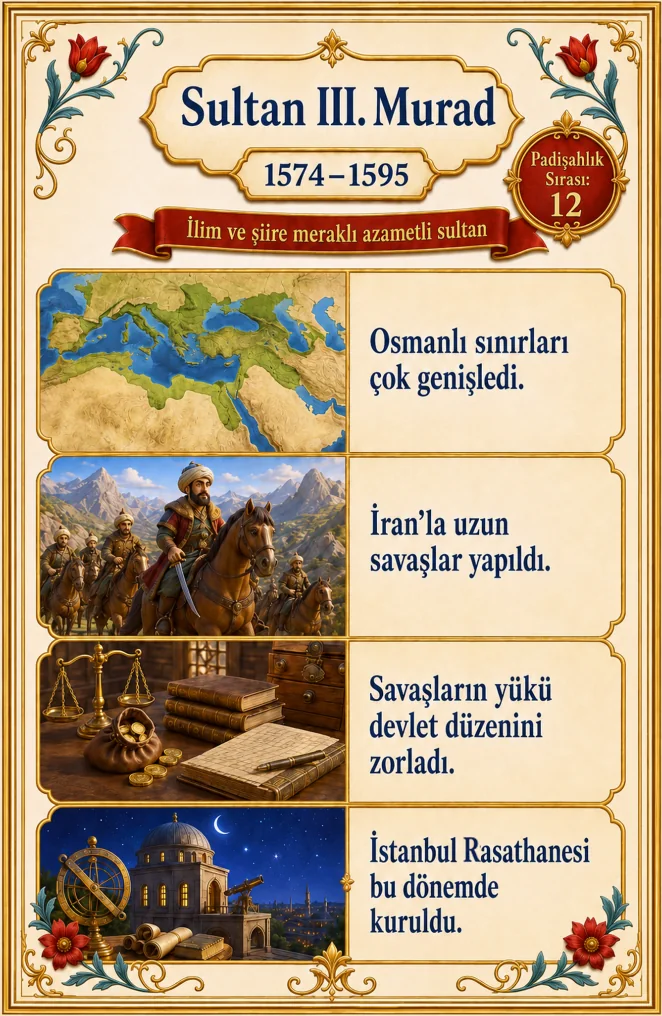 Sultan III. Murad
1574–1595
Padişahlık
Sırası:
12
İlim ve şiire meraklı azametli sultan
Osmanlı sınırları
çok genişledi.
İran’la uzun
savaşlar yapıldı.
Savaşların yükü
devlet düzenini
zorladı.
İstanbul Rasathanesi
bu dönemde
kuruldu.